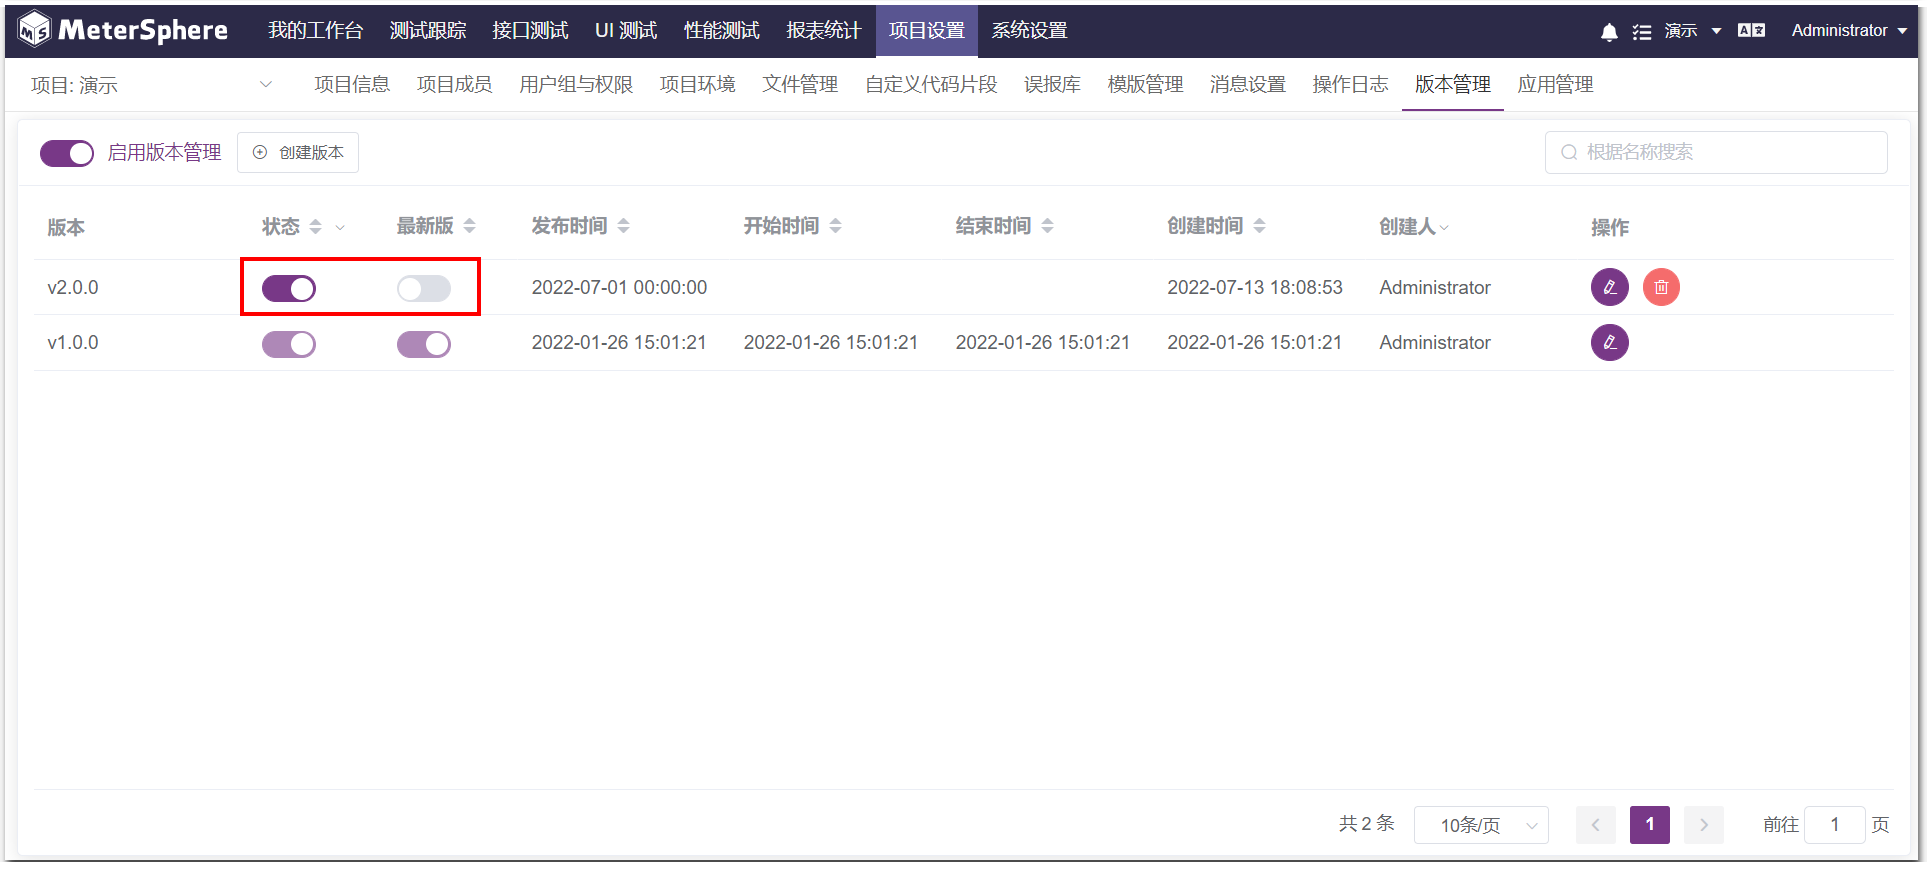 MeterSphere 我的工作台 测试跟踪 接口测试 UI 测试 性能测试 报表统计 项目设置 系统设置 演示 Administrator
项目: 演示 项目信息 项目成员 用户组与权限 项目环境 文件管理 自定义代码片段 误报库 模版管理 消息设置 操作日志 版本管理 应用管理
启用版本管理 创建版本 根据名称搜索
版本 状态 最新版 发布时间 开始时间 结束时间 创建时间 创建人 操作
v2.0.0 2022-07-01 00:00:00 2022-07-13 18:08:53 Administrator
v1.0.0 2022-01-26 15:01:21 2022-01-26 15:01:21 2022-01-26 15:01:21 2022-01-26 15:01:21 Administrator
共 2 条 10条/页 1 前往 1 页